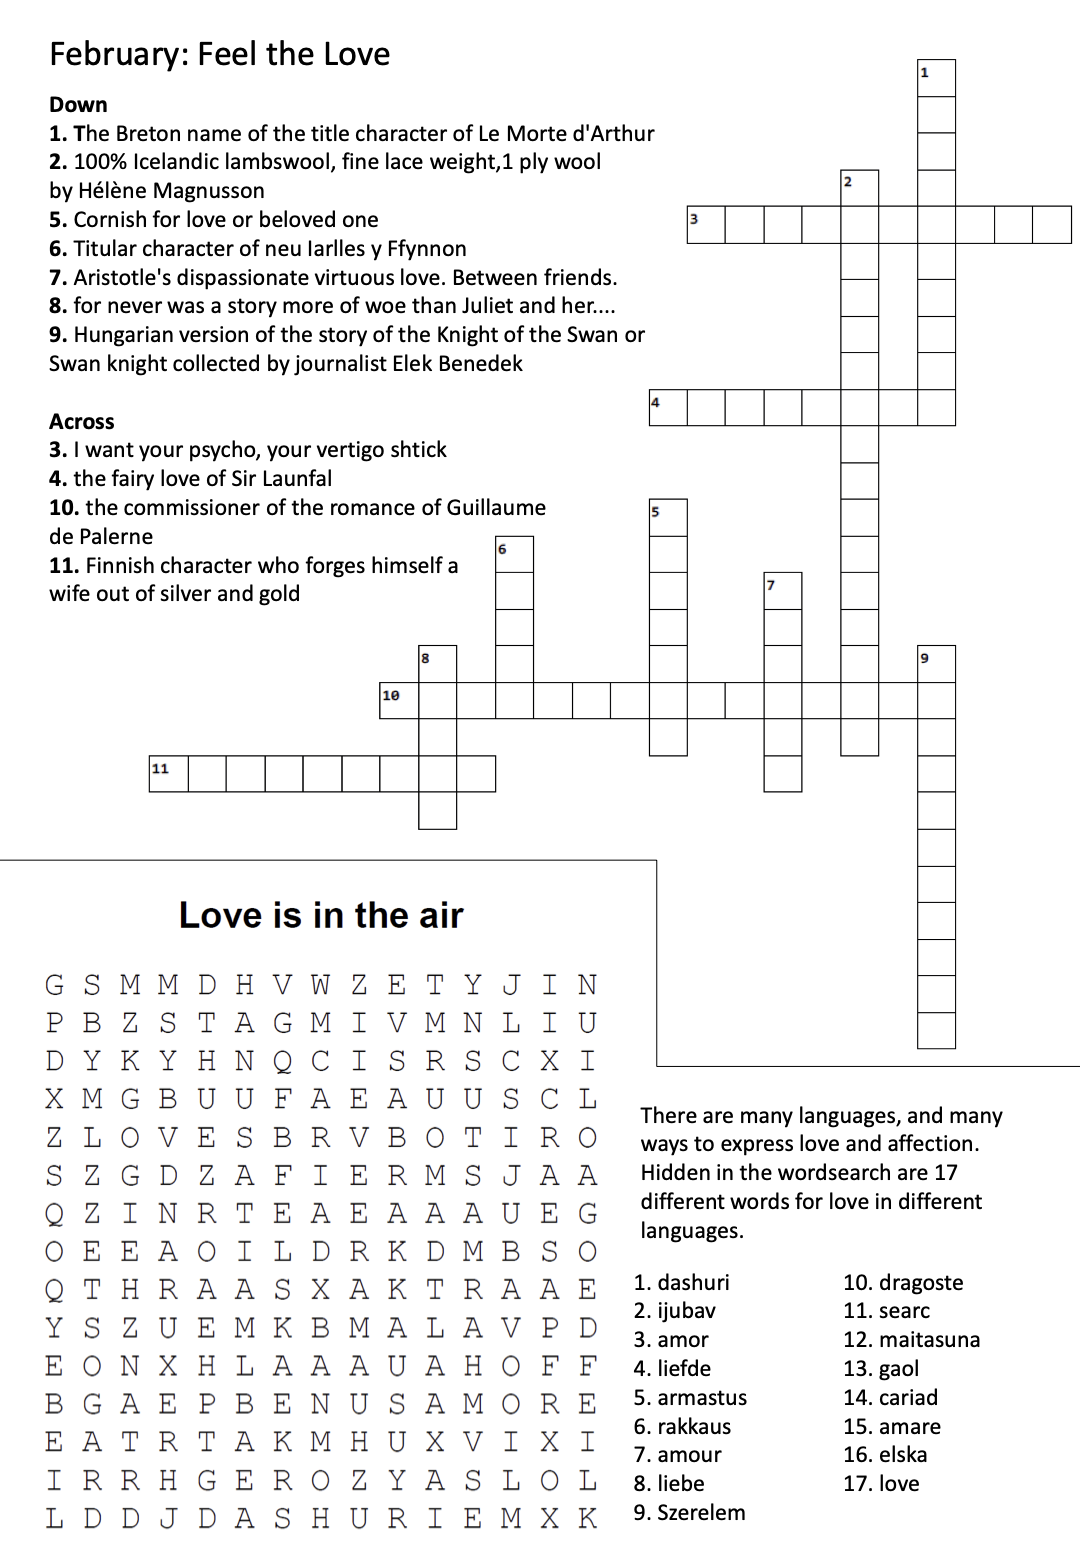 February: Feel the Love
Down
1. The Breton name of the title character of Le Morte d'Arthur
2. 100% Icelandic lambswool, fine lace weight,1 ply wool
by Hélène Magnusson
5. Cornish for love or beloved one
6. Titular character of neu Iarlles y Ffynnon
7. Aristotle's dispassionate virtuous love. Between friends.
8. for never was a story more of woe than Juliet and her....
9. Hungarian version of the story of the Knight of the Swan or
Swan knight collected by journalist Elek Benedek
Across
3. I want your psycho, your vertigo shtick
4. the fairy love of Sir Launfal
10. the commissioner of the romance of Guillaume
de Palerne
11. Finnish character who forges himself a
wife out of silver and gold
1
2
3
4
5
6
7
8
9
10
11
Love is in the air
G S M M D H V W Z E T Y J I N
P B Z S T A G M I V M N L I U
D Y K Y H N Q C I S R S C X I
X M G B U U F A E A U U S C L
Z L O V E S B R V B O T I R O
S Z G D Z A F I E R M S J A A
Q Z I N R T E A E A A A U E G
O E E A O I L D R K D M B S O
Q T H R A A S X A K T R A A E
Y S Z U E M K B M A L A V P D
E O N X H L A A A U A H O F F
B G A E P B E N U S A M O R E
E A T R T A K M H U X V I X I
I R R H G E R O Z Y A S L O L
L D D J D A S H U R I E M X K
There are many languages, and many
ways to express love and affection.
Hidden in the wordsearch are 17
different words for love in different
languages.
1. dashuri
2. ijubav
3. amor
4. liefde
5. armastus
6. rakkaus
7. amour
8. liebe
9. Szerelem
10. dragoste
11. searc
12. maitasuna
13. gaol
14. cariad
15. amare
16. elska
17. love